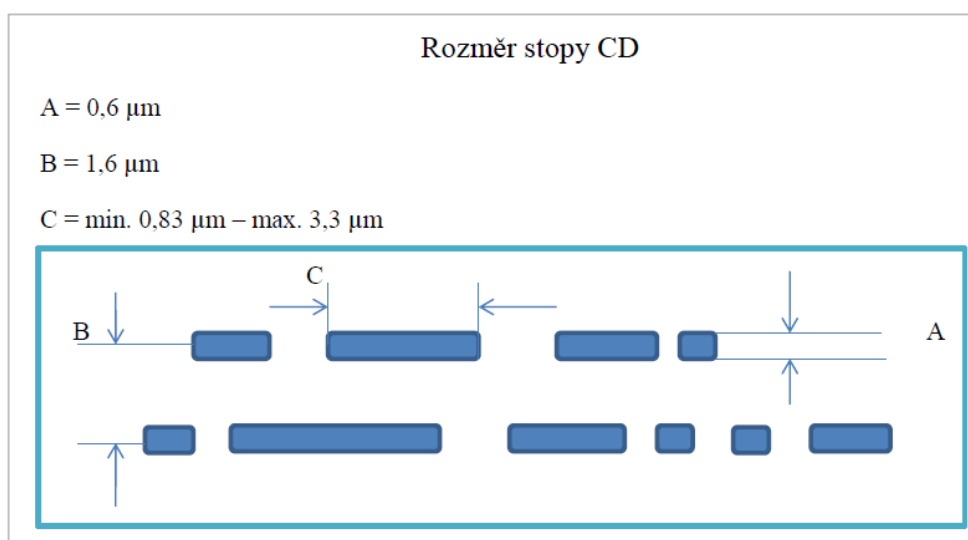 Rozměr stopy CD
A = 0,6 μm
B = 1,6 μm
C = min. 0,83 μm – max. 3,3 μm
C
B
A